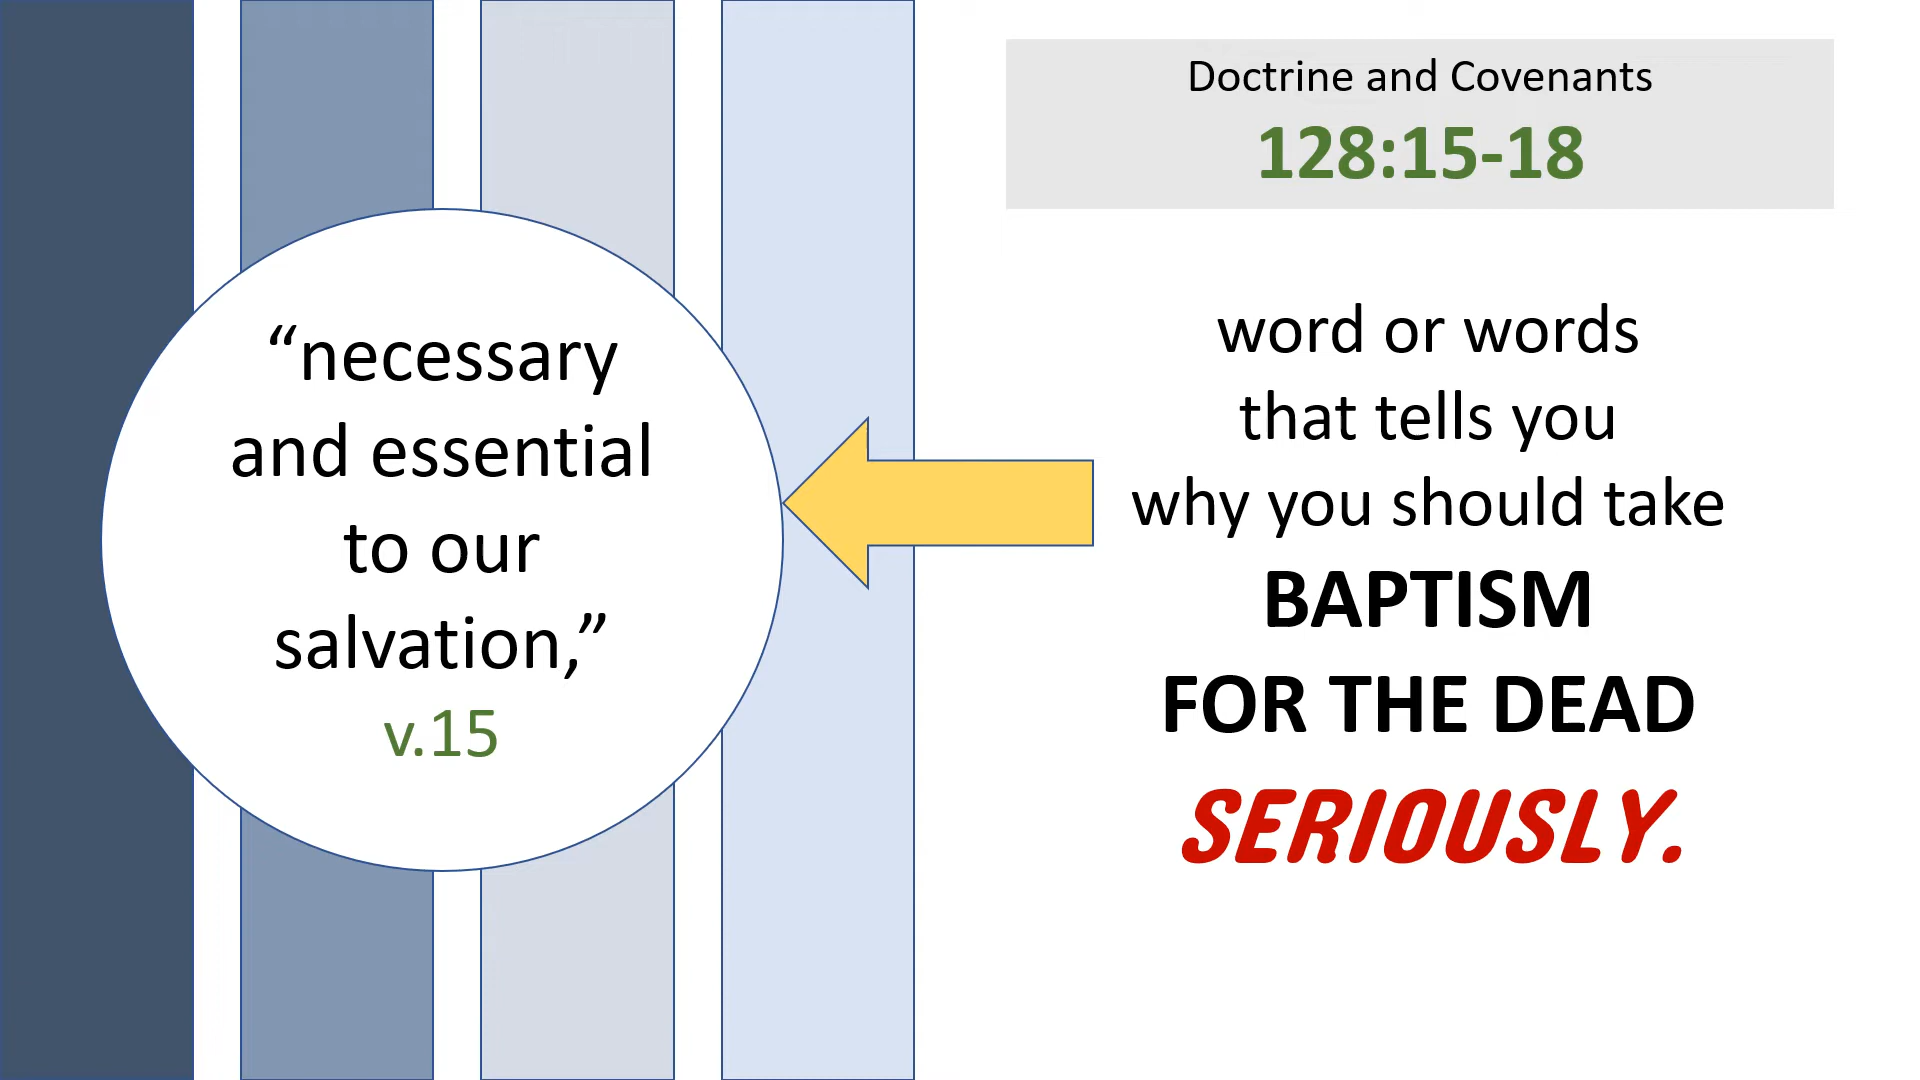 Doctrine and Covenants
128:15-18
“necessary
and essential
to our
salvation,”
v.15
word or words
that tells you
why you should take
BAPTISM
FOR THE DEAD
SERIOUSLY.